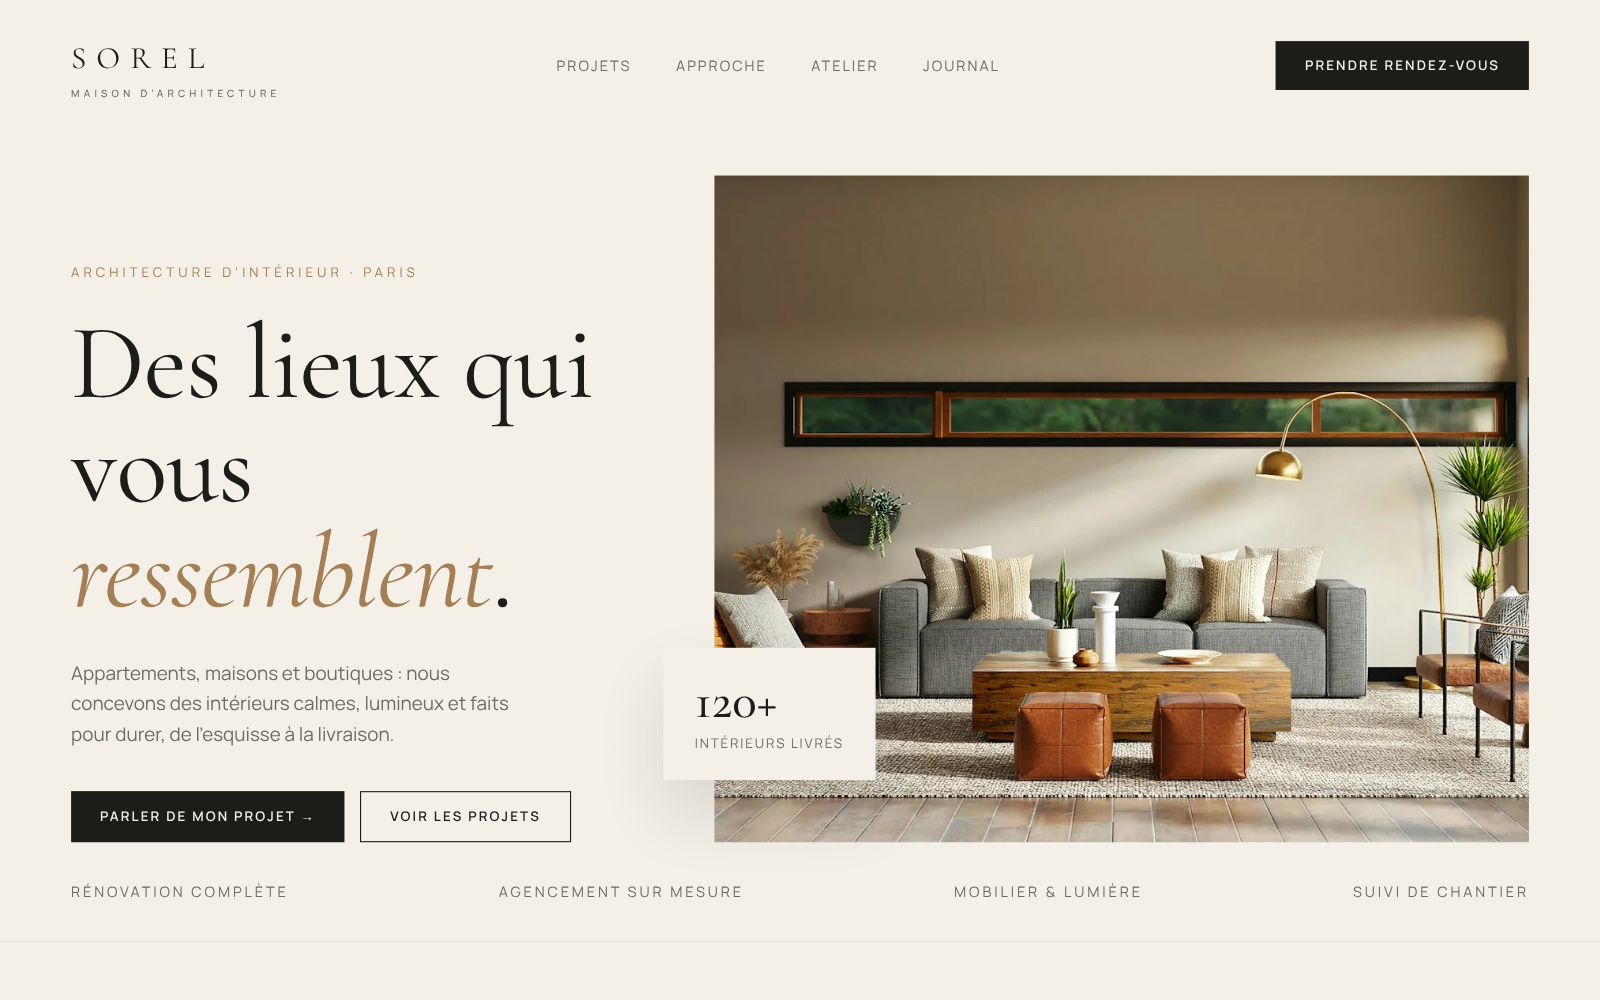 SOREL
MAISON D'ARCHITECTURE
PROJETS
APPROCHE
ATELIER
JOURNAL
PRENDRE RENDEZ-VOUS
ARCHITECTURE D'INTÉRIEUR · PARIS
Des lieux qui
vous
ressemblent.
Appartements, maisons et boutiques : nous
concevons des intérieurs calmes, lumineux et faits
pour durer, de l'esquisse à la livraison.
PARLER DE MON PROJET →
VOIR LES PROJETS
120+
INTÉRIEURS LIVRÉS
RÉNOVATION COMPLÈTE
AGENCEMENT SUR MESURE
MOBILIER & LUMIÈRE
SUIVI DE CHANTIER